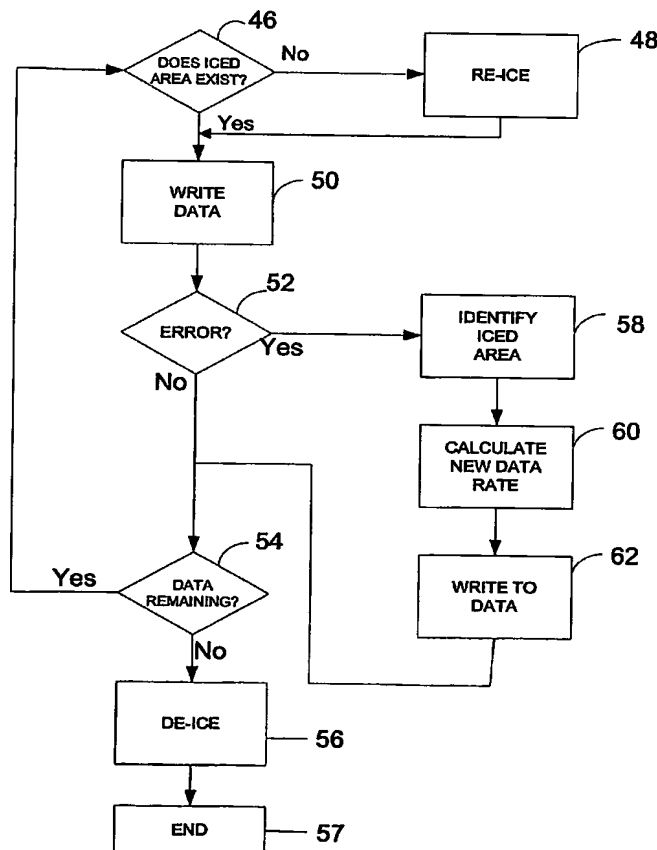 46
DOES ICED
AREA EXIST?
No
RE-ICE
48
Yes
WRITE
DATA
50
ERROR?
52
Yes
No
IDENTIFY
ICED
AREA
58
CALCULATE
NEW DATA
RATE
60
WRITE TO
DATA
62
DATA
REMAINING?
54
Yes
No
DE-ICE
56
END
57